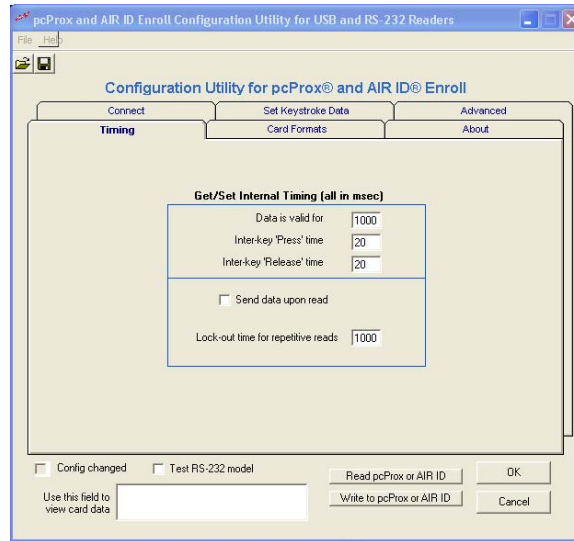 pcProx and AIR ID Enroll Configuration Utility for USB and RS-232 Readers
File Help
Configuration Utility for pcProx® and AIR ID® Enroll
Connect Set Keystroke Data Advanced
Timing Card Formats About
Get/Set Internal Timing (all in msec)
Data is valid for 1000
Inter-key 'Press' time 20
Inter-key 'Release' time 20
Send data upon read
Lock-out time for repetitive reads 1000
Config changed Test RS-232 model
Read pcProx or AIR ID OK
Use this field to
view card data
Write to pcProx or AIR ID Cancel